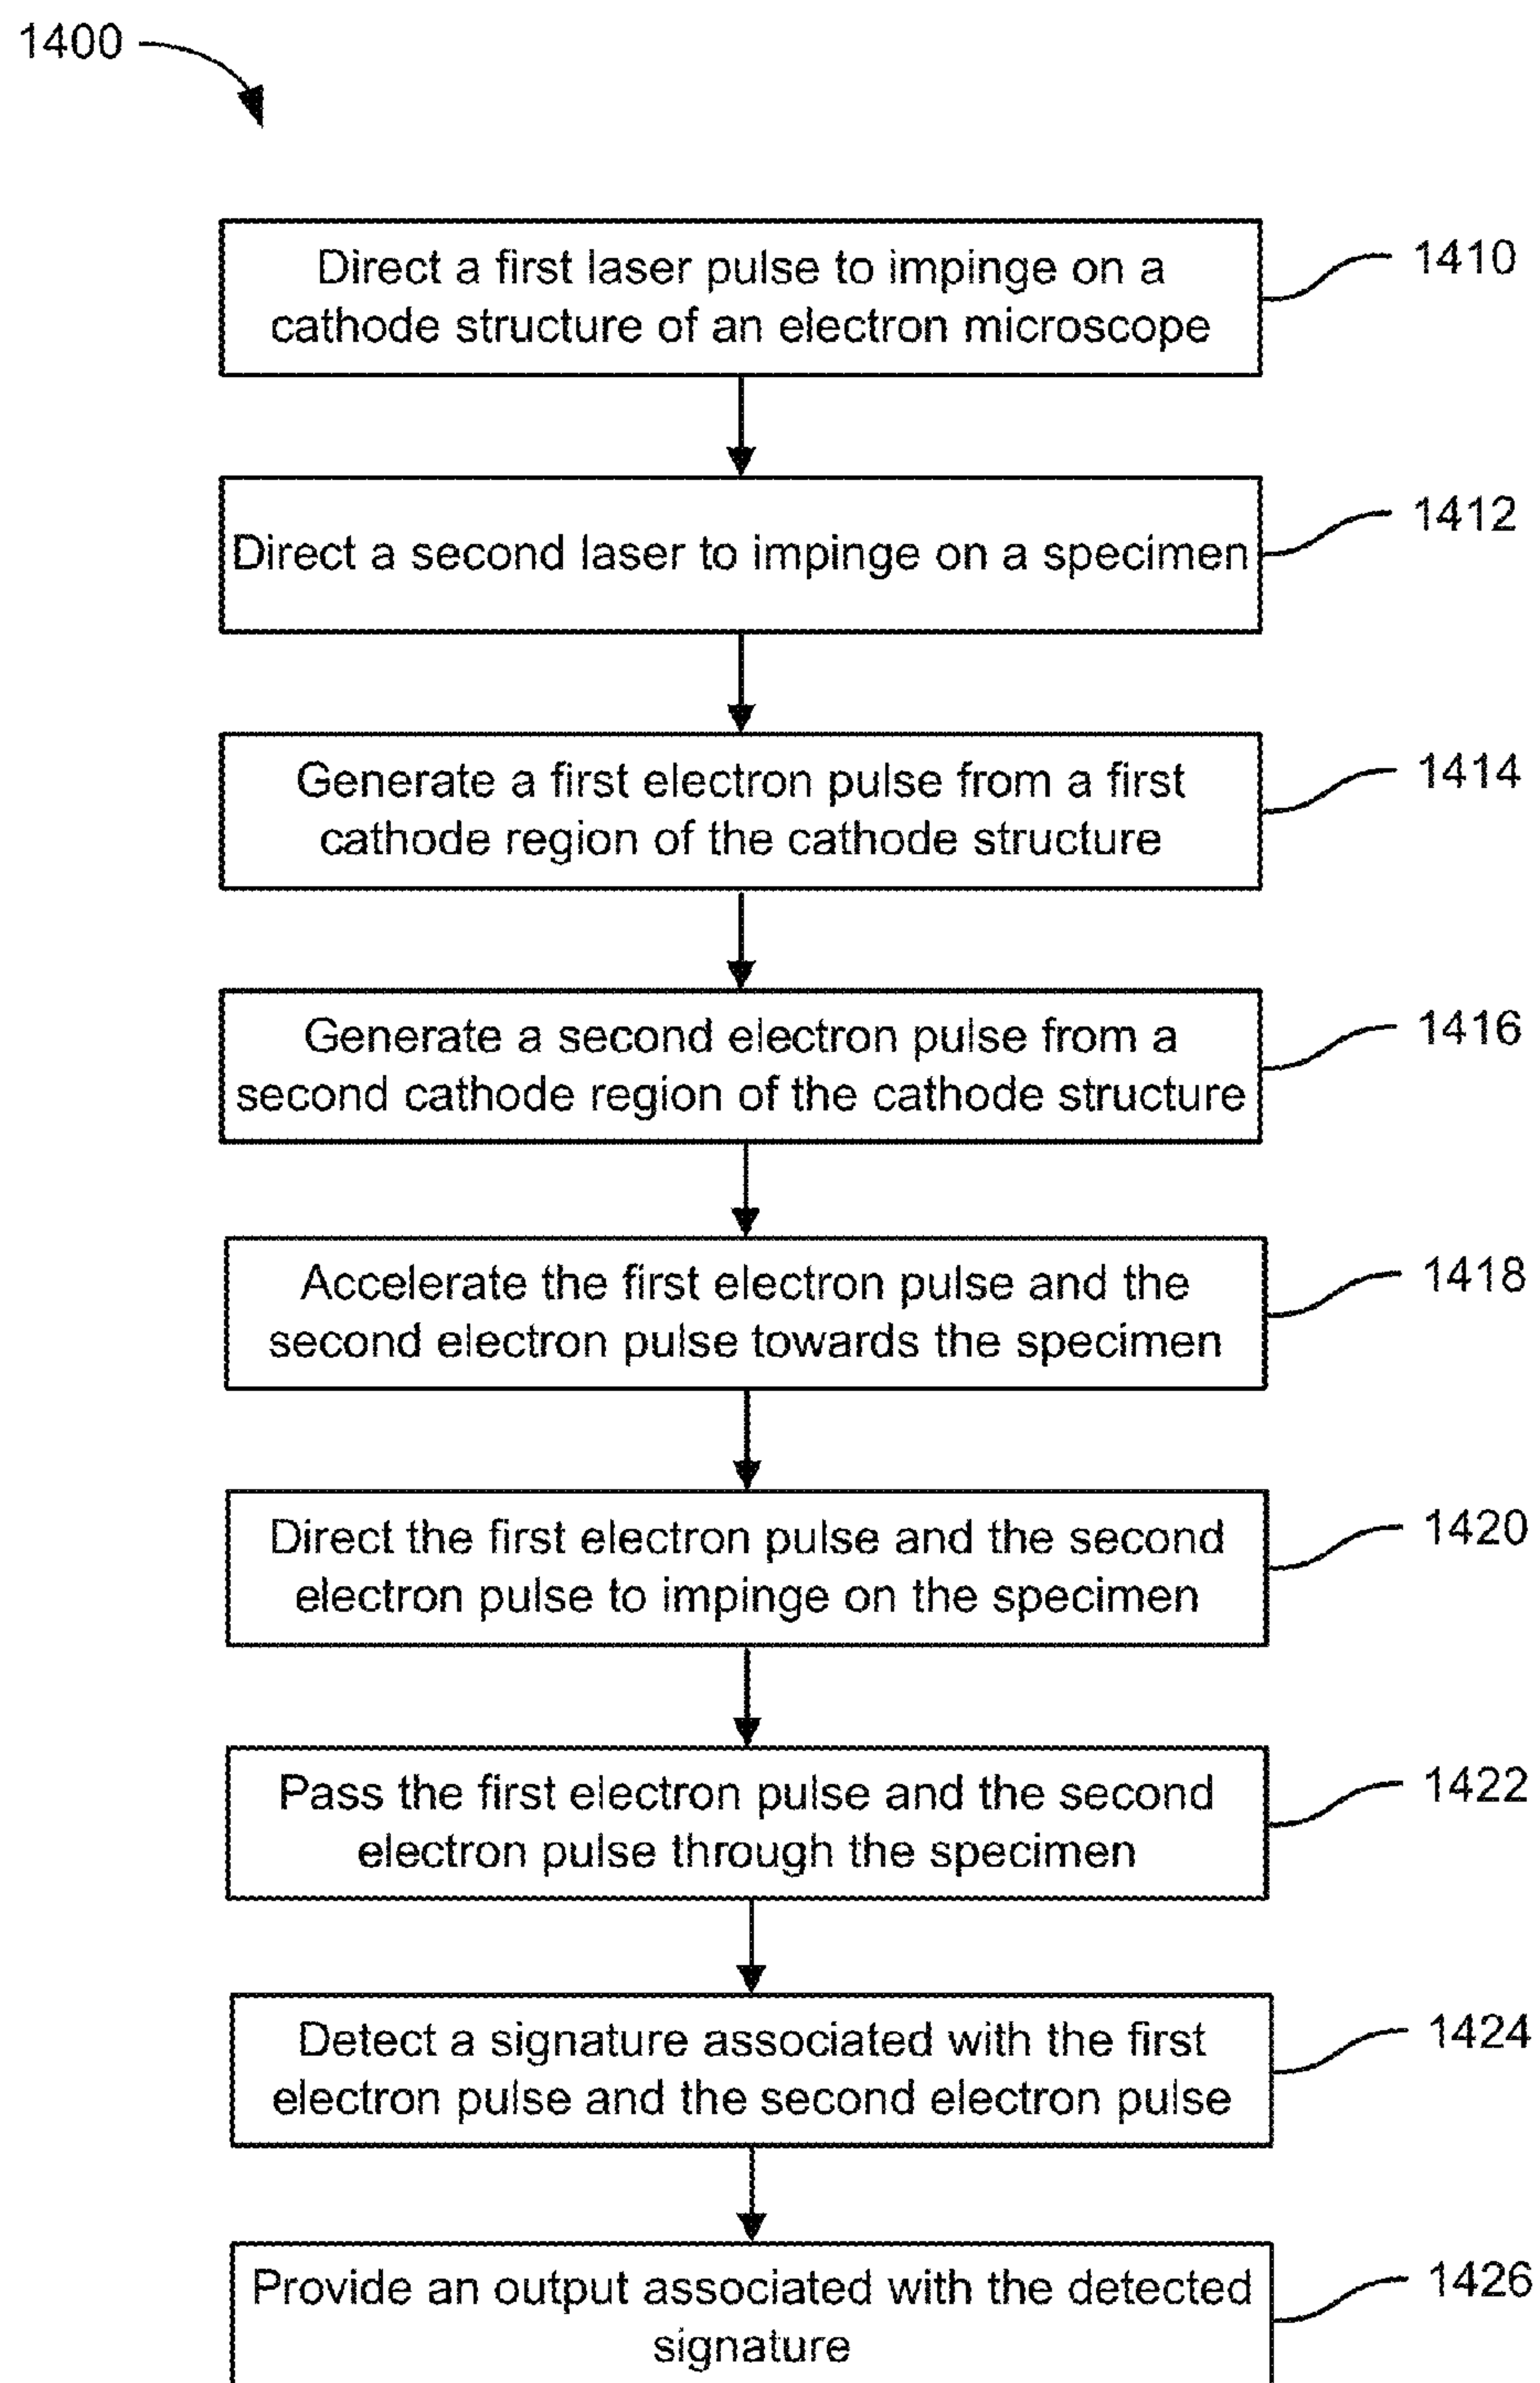 1400
Direct a first laser pulse to impinge on a
cathode structure of an electron microscope
1410
Direct a second laser to impinge on a specimen
1412
Generate a first electron pulse from a first
cathode region of the cathode structure
1414
Generate a second electron pulse from a
second cathode region of the cathode structure
1416
Accelerate the first electron pulse and the
second electron pulse towards the specimen
1418
Direct the first electron pulse and the second
electron pulse to impinge on the specimen
1420
Pass the first electron pulse and the second
electron pulse through the specimen
1422
Detect a signature associated with the first
electron pulse and the second electron pulse
1424
Provide an output associated with the detected
signature
1426